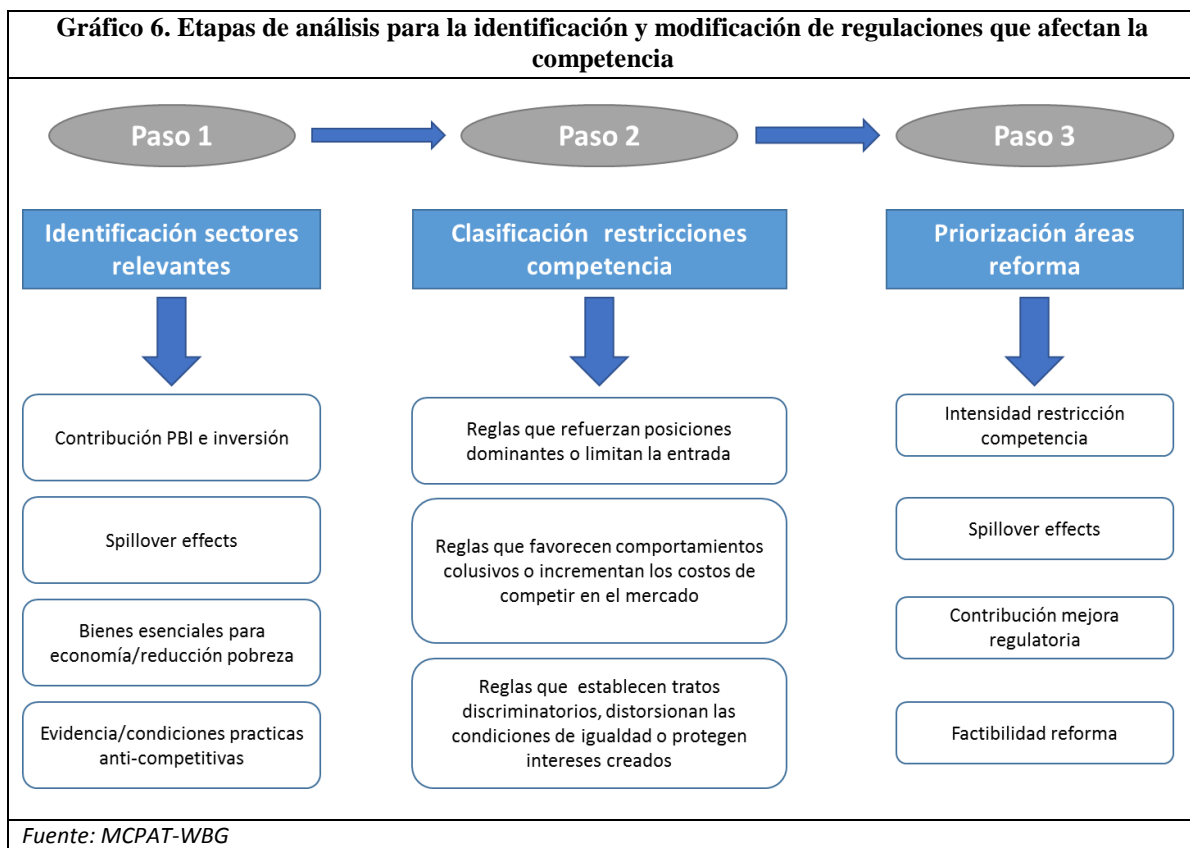 Gráfico 6. Etapas de análisis para la identificación y modificación de regulaciones que afectan la
competencia
Paso 1
Paso 2
Paso 3
Identificación sectores
relevantes
Clasificación restricciones
competencia
Priorización áreas
reforma
Contribución PBI e inversión
Spillover effects
Bienes esenciales para
economía/reducción pobreza
Evidencia/condiciones practicas
anti-competitivas
Reglas que refuerzan posiciones
dominantes o limitan la entrada
Reglas que favorecen comportamientos
colusivos o incrementan los costos de
competir en el mercado
Reglas que establecen tratos
discriminatorios, distorsionan las
condiciones de igualdad o protegen
intereses creados
Intensidad restricción
competencia
Spillover effects
Contribución mejora
regulatoria
Factibilidad reforma
Fuente: MCPAT-WBG